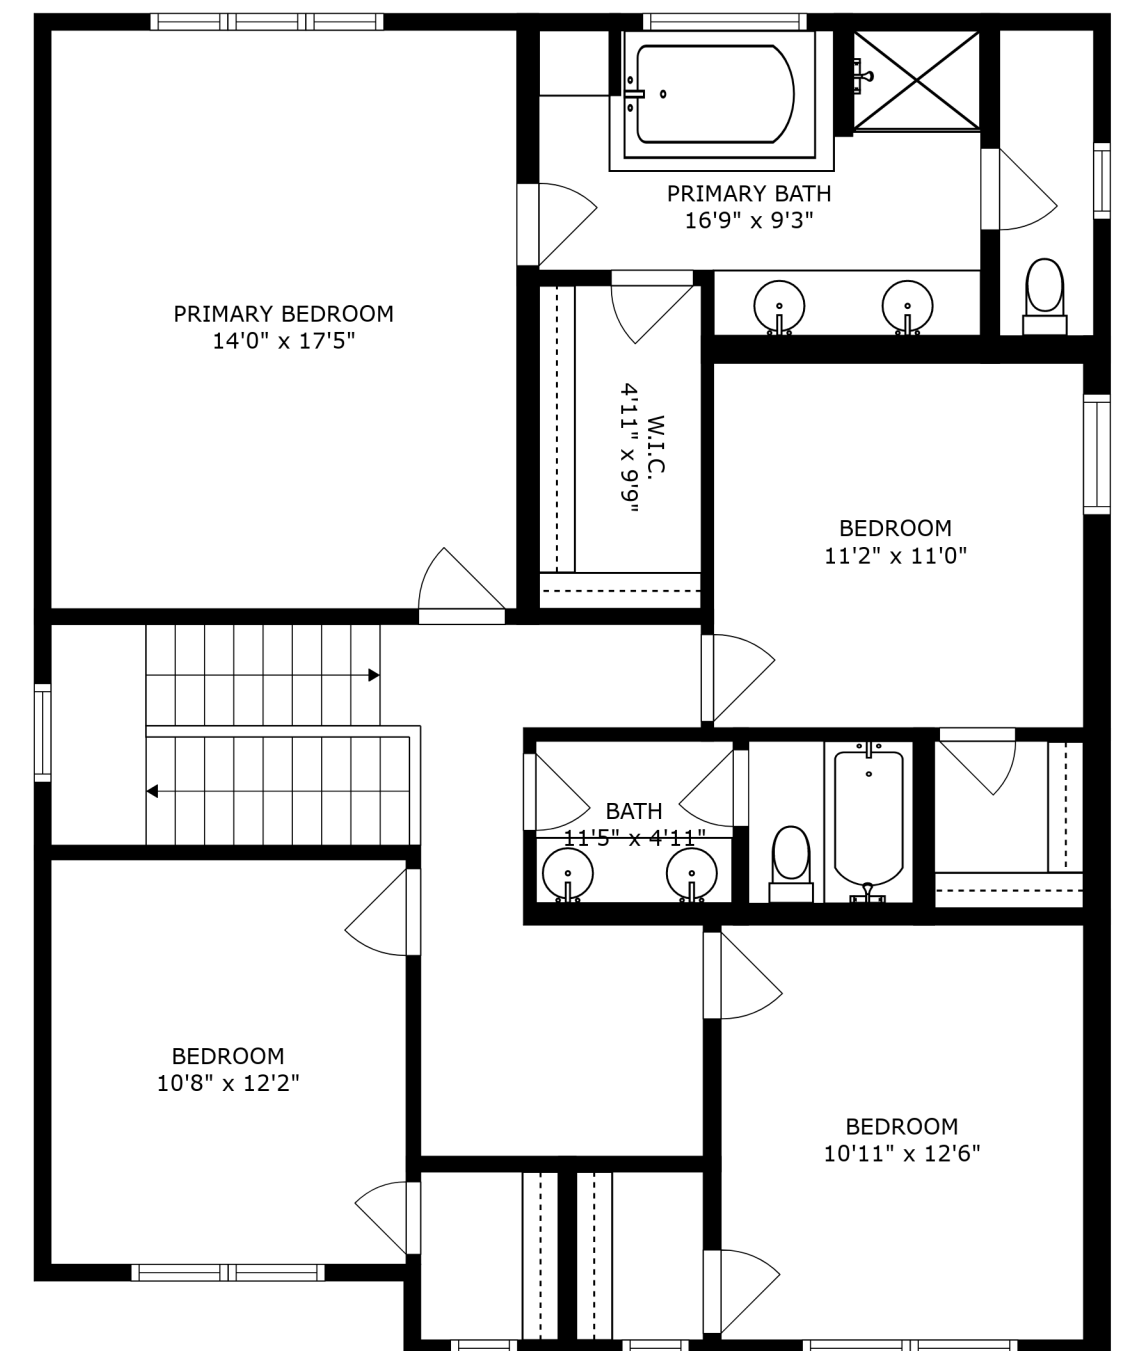 PRIMARY BATH
16'9" x 9'3"
PRIMARY BEDROOM
14'0" x 17'5"
W.I.C.
4'11" x 9'9"
BEDROOM
11'2" x 11'0"
BATH
11'5" x 4'11"
BEDROOM
10'8" x 12'2"
BEDROOM
10'11" x 12'6"